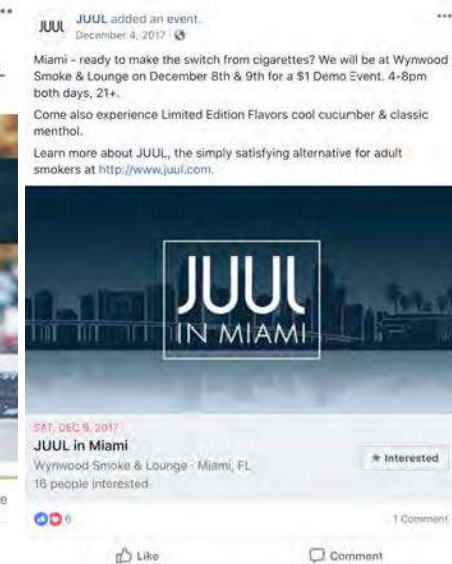 JUUL
JUUL added an event.
December 4, 2017
Miami - ready to make the switch from cigarettes? We will be at Wynwood
Smoke & Lounge on December 8th & 9th for a $1 Demo Event. 4-8pm
both days, 21+.
Come also experience Limited Edition Flavors cool cucumber & classic
menthol.
Learn more about JUUL, the simply satisfying alternative for adult
smokers at http://www.juul.com.
JUUL
IN MIAMI
SAT, DEC 9, 2017
JUUL in Miami
Wynwood Smoke & Lounge · Miami, FL
16 people interested
★ Interested
6
1 Comment
Like
Comment
e